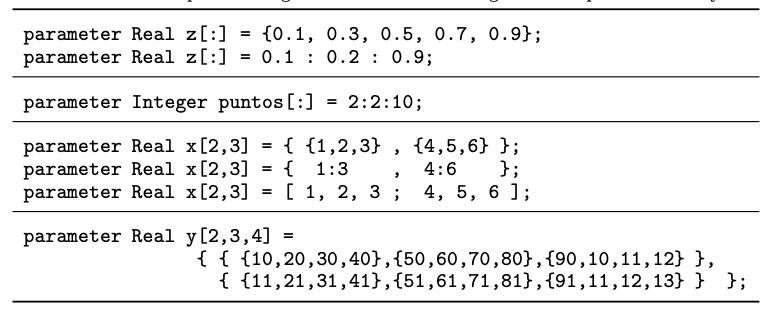 parameter Real z[:] = {0.1, 0.3, 0.5, 0.7, 0.9};
parameter Real z[:] = 0.1 : 0.2 : 0.9;
parameter Integer puntos[:] = 2:2:10;
parameter Real x[2,3] = { {1,2,3} , {4,5,6} };
parameter Real x[2,3] = {  1:3    ,  4:6    };
parameter Real x[2,3] = [ 1, 2, 3 ;  4, 5, 6 ];
parameter Real y[2,3,4] =
{ { {10,20,30,40},{50,60,70,80},{90,10,11,12} },
{ {11,21,31,41},{51,61,71,81},{91,11,12,13} }  };